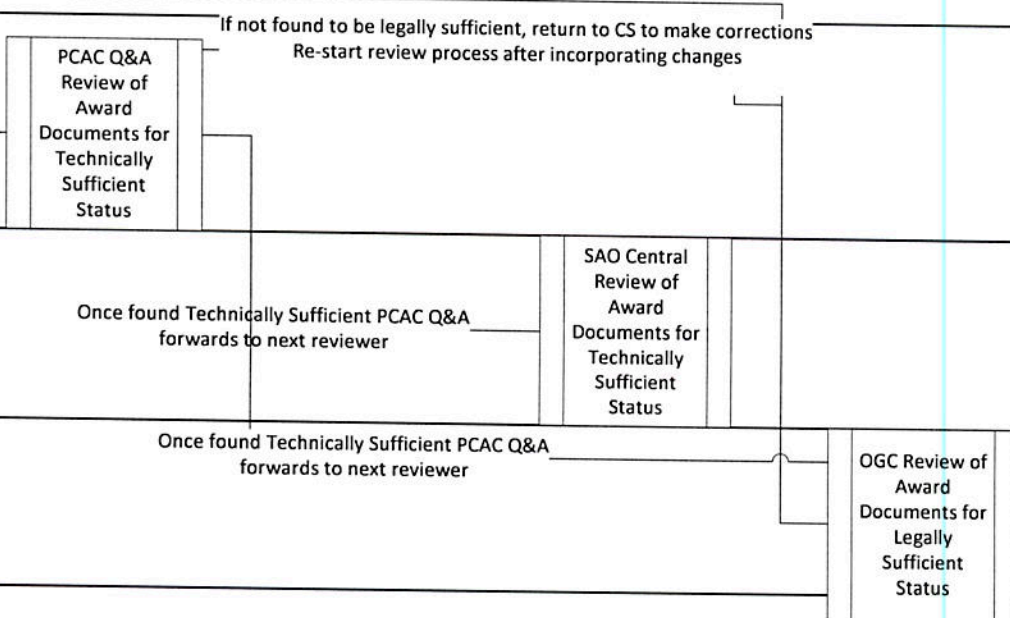 If not found to be legally sufficient, return to CS to make corrections
Re-start review process after incorporating changes
PCAC Q&A
Review of
Award
Documents for
Technically
Sufficient
Status
SAO Central
Review of
Award
Documents for
Technically
Sufficient
Status
Once found Technically Sufficient PCAC Q&A
forwards to next reviewer
Once found Technically Sufficient PCAC Q&A
forwards to next reviewer
OGC Review of
Award
Documents for
Legally
Sufficient
Status